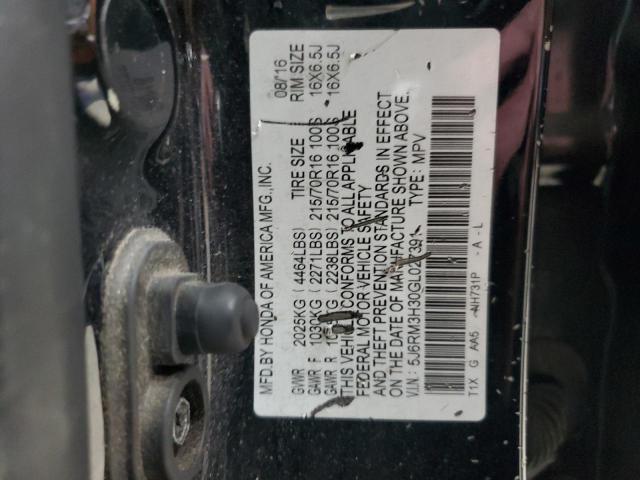 MFD.BY HONDA OF AMERICA MFG.,INC. 08/16
TIRE SIZE RIM SIZE
GVWR 2025KG (4464LBS)
GAWR F (2271LBS) 215/70R16 100S 16X6.5J
GAWR R (2238LBS) 215/70R16 100S 16X6.5J
THIS VEHICLE CONFORMS TO ALL APPLICABLE
FEDERAL MOTOR VEHICLE SAFETY
AND THEFT PREVENTION STANDARDS IN EFFECT
ON THE DATE OF MANUFACTURE SHOWN ABOVE.
V.I.N.: TYPE: MPV
T1X G AA5 NH731P - A - L